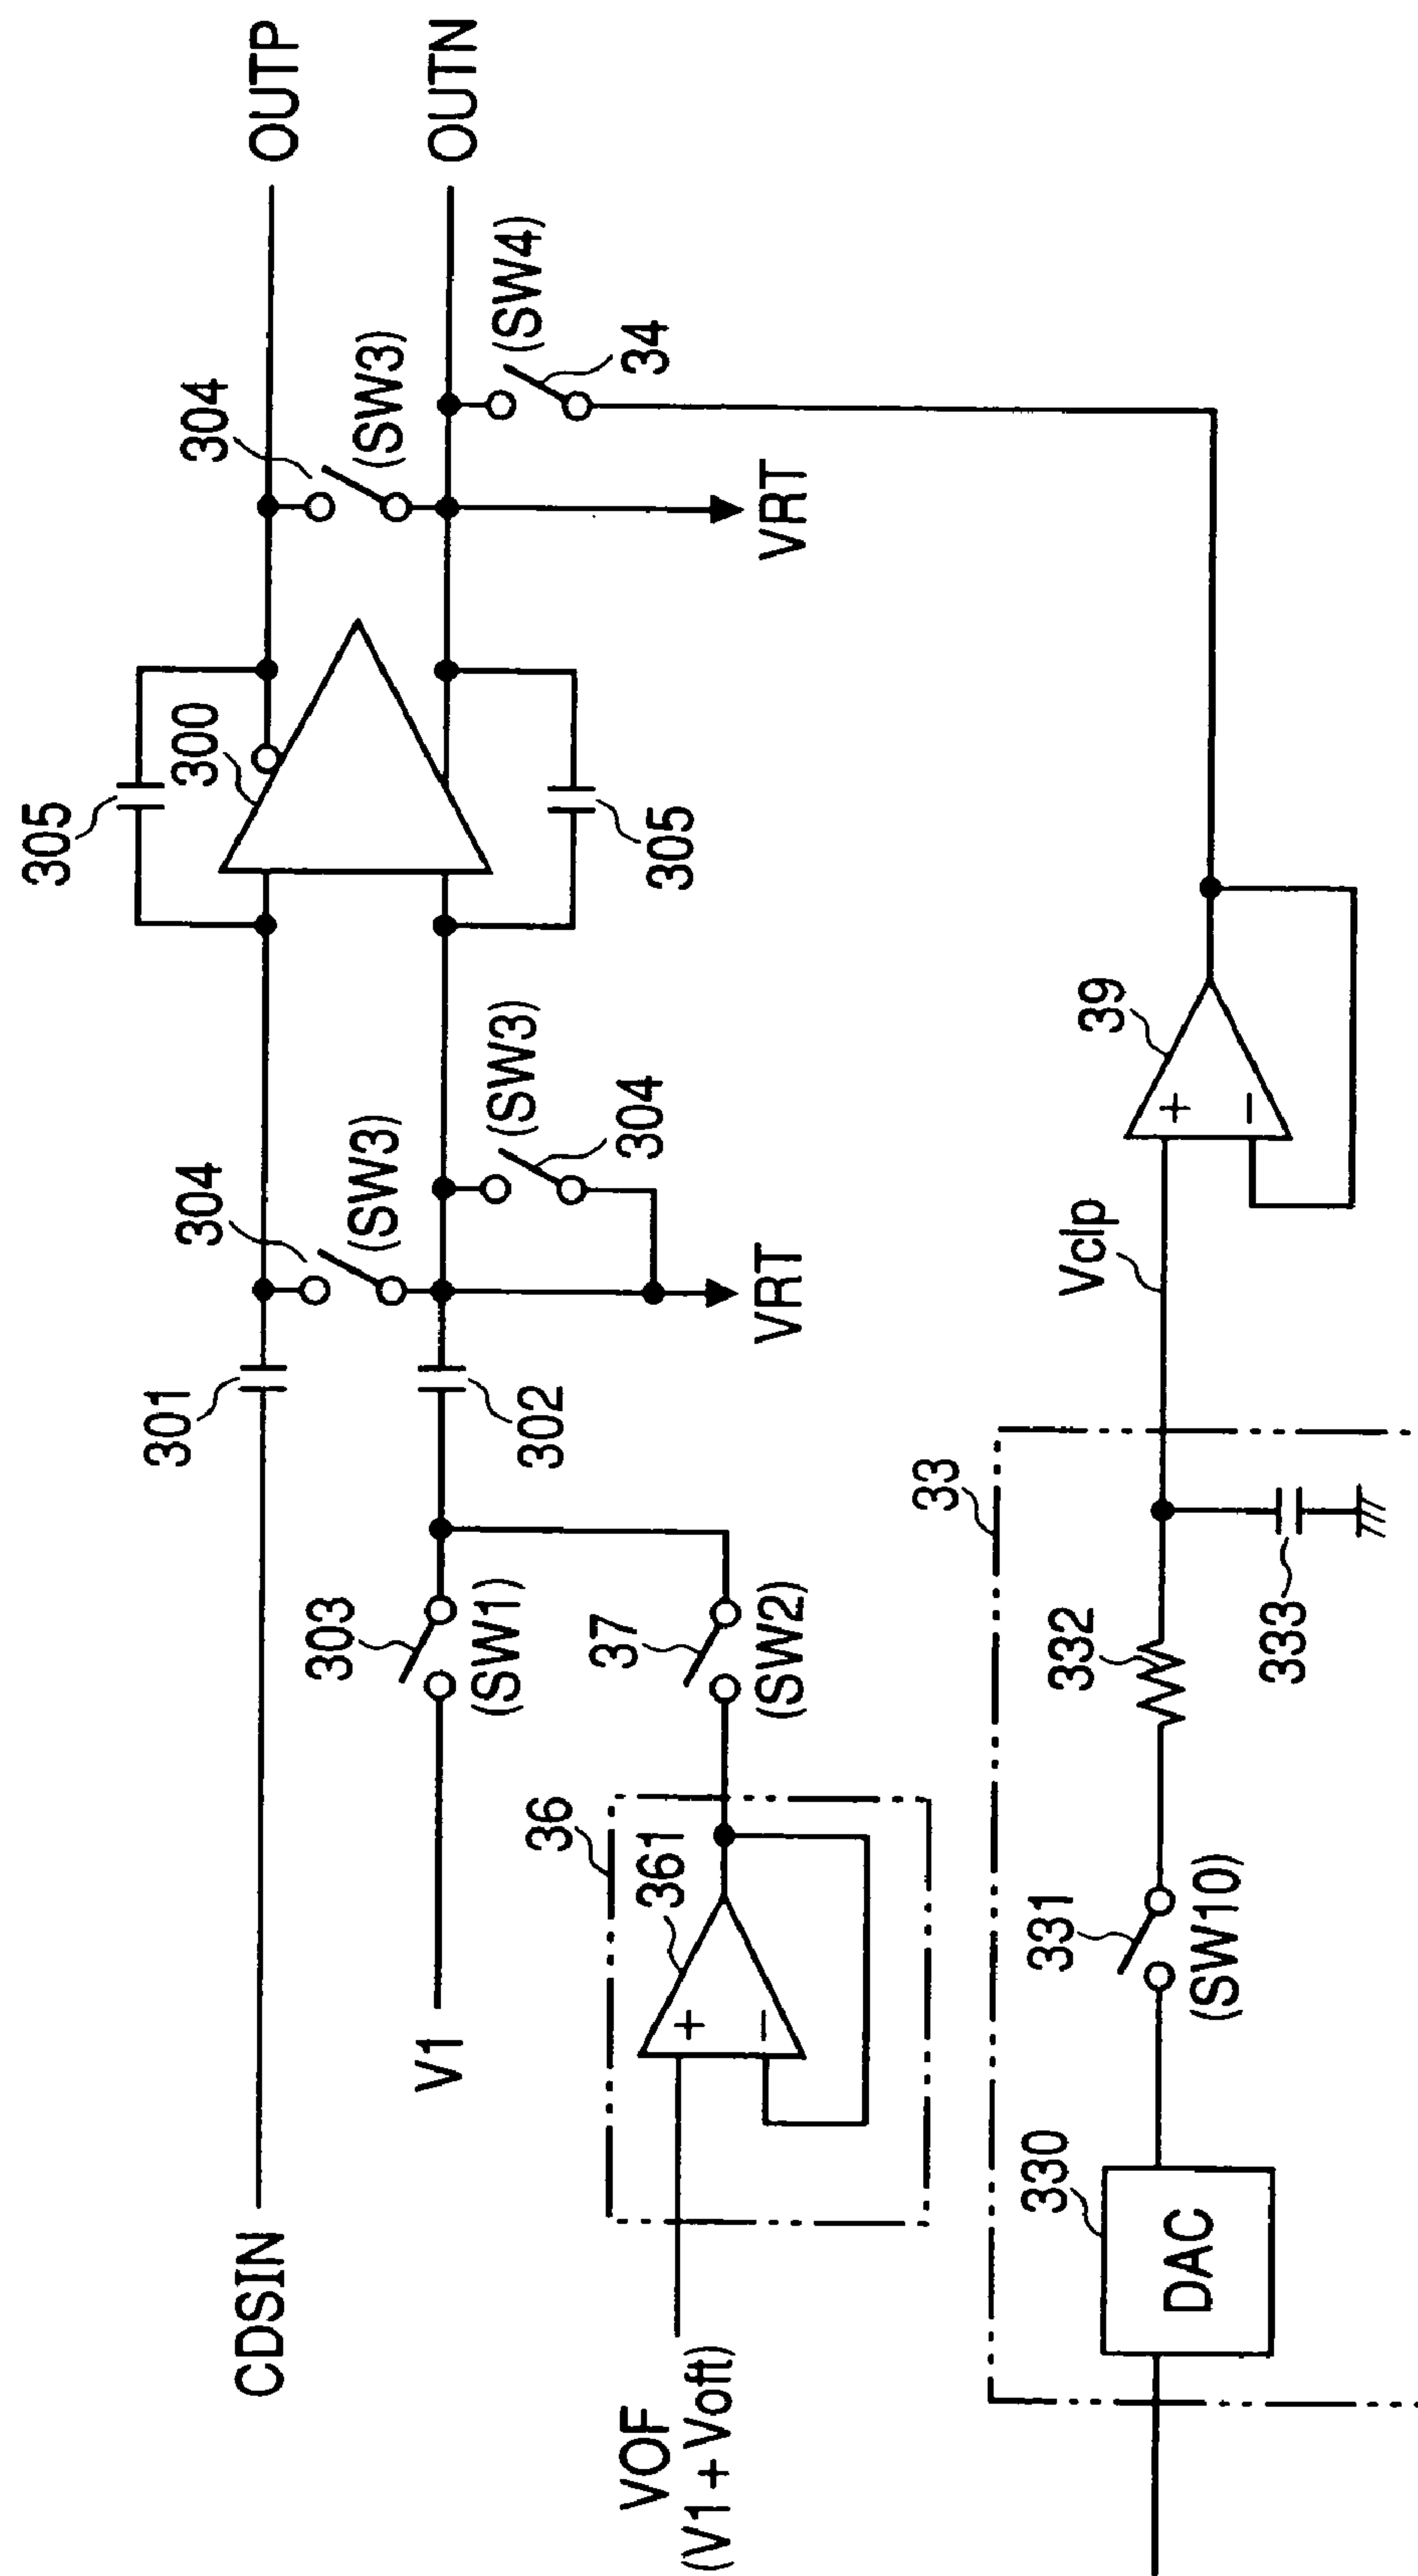 OUTP
OUTN
304
(SW3)
(SW4)
34
VRT
305
300
305
304
(SW3)
(SW3)
304
VRT
301
302
303
(SW1)
37
(SW2)
36
361
+
−
CDSIN
V1
VOF
(V1 + Voft)
39
+
−
Vclp
33
332
333
331
(SW10)
330
DAC